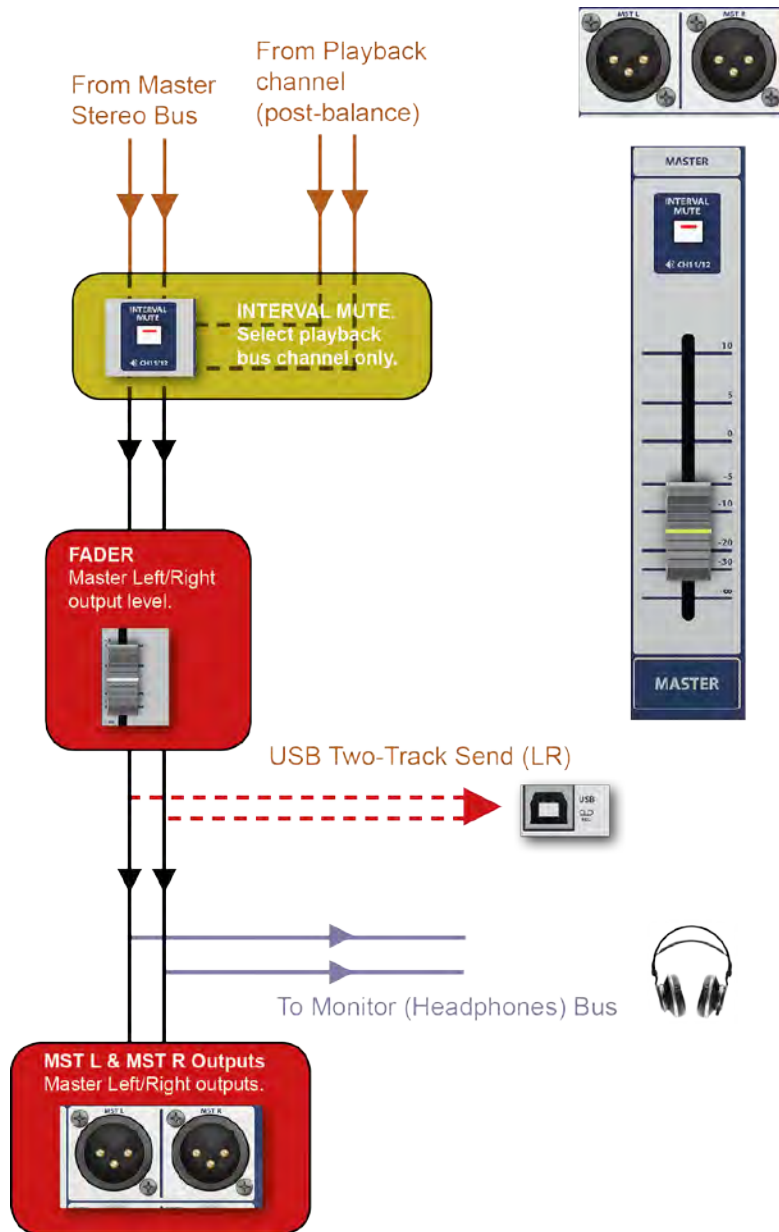 From Master
Stereo Bus
From Playback
channel
(post-balance)
MST L
MST R
MASTER
INTERVAL
MUTE
CH11/12
10
5
0
-5
-10
-20
-30
∞
MASTER
INTERVAL
MUTE
CH11/12
INTERVAL MUTE.
Select playback
bus channel only.
FADER
Master Left/Right
output level.
USB Two-Track Send (LR)
USB
To Monitor (Headphones) Bus
MST L & MST R Outputs
Master Left/Right outputs.
MST L
MST R